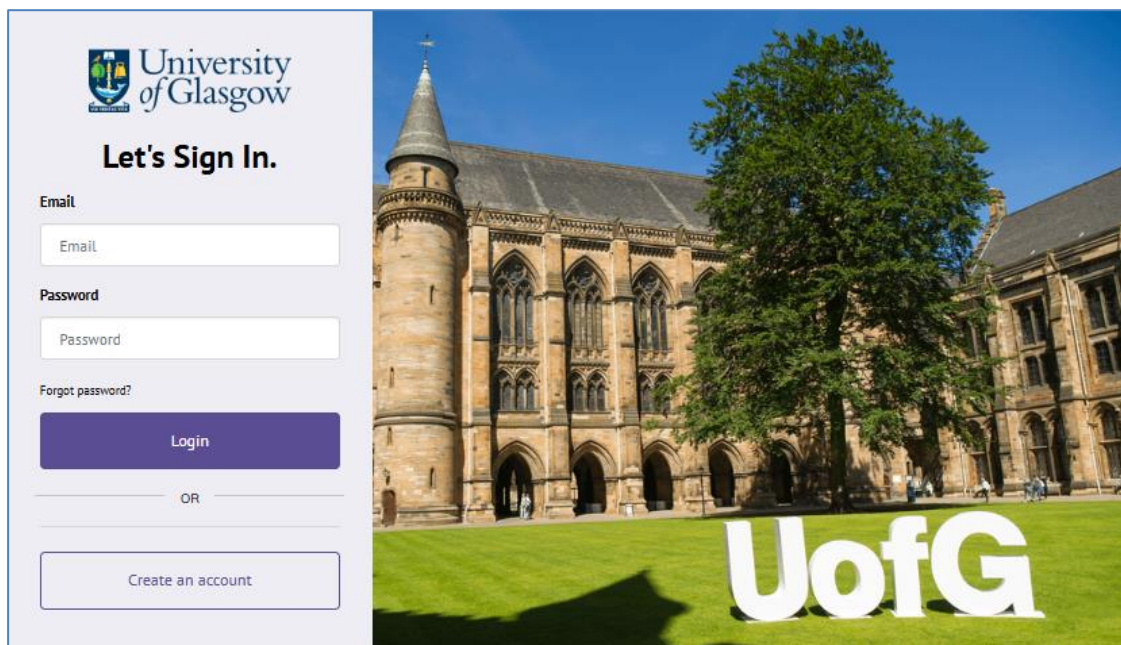 University
of Glasgow
Let's Sign In.
Email
Email
Password
Password
Forgot password?
Login
OR
Create an account
UofG